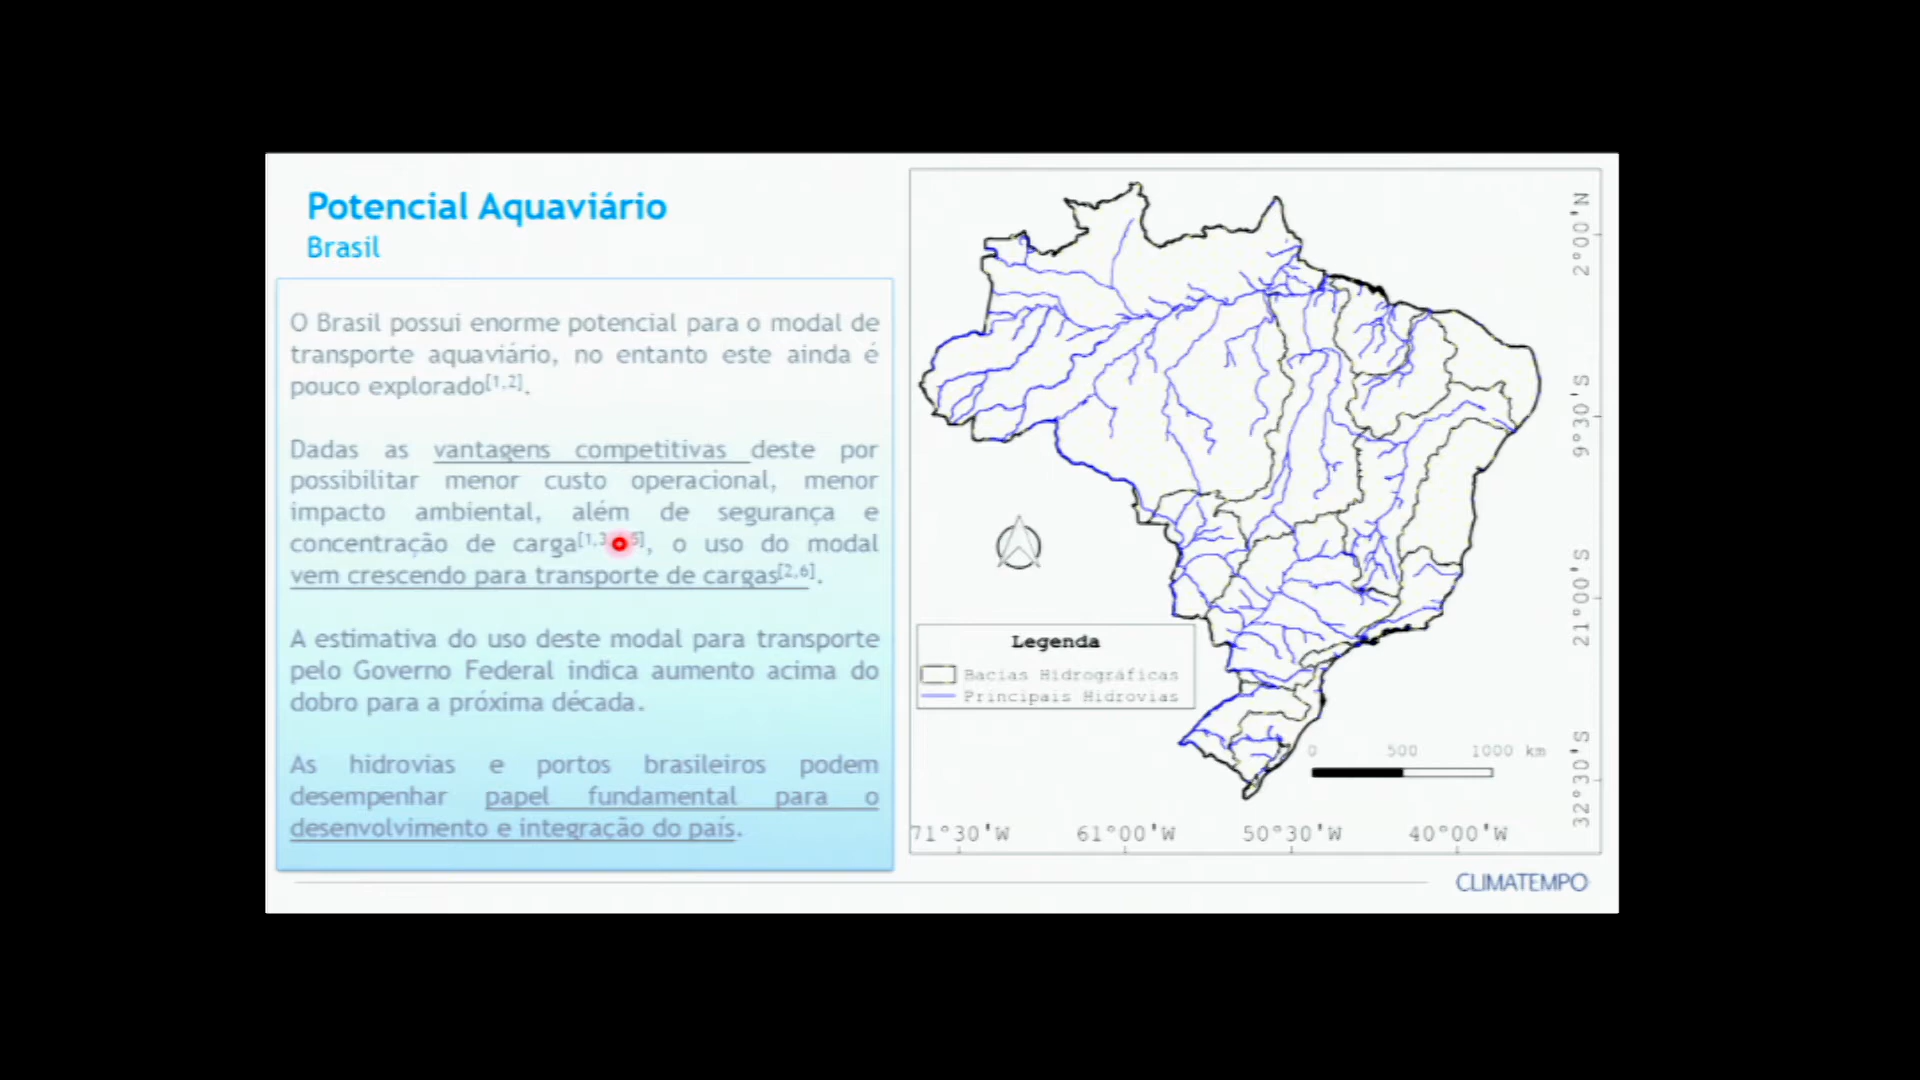 Potencial Aquaviário
Brasil
O Brasil possui enorme potencial para o modal de
transporte aquaviário, no entanto este ainda é
pouco explorado[1,2].
Dadas as vantagens competitivas deste por
possibilitar menor custo operacional, menor
impacto ambiental, além de segurança e
concentração de carga[1,3 5], o uso do modal
vem crescendo para transporte de cargas[2,6].
A estimativa do uso deste modal para transporte
pelo Governo Federal indica aumento acima do
dobro para a próxima década.
As hidrovias e portos brasileiros podem
desempenhar papel fundamental para o
desenvolvimento e integração do país.
2°00'N
9°30'S
21°00'S
32°30'S
Legenda
Bacias Hidrográficas
Principais Hidrovias
0 500 1000 km
71°30'W 61°00'W 50°30'W 40°00'W
CLIMATEMPO